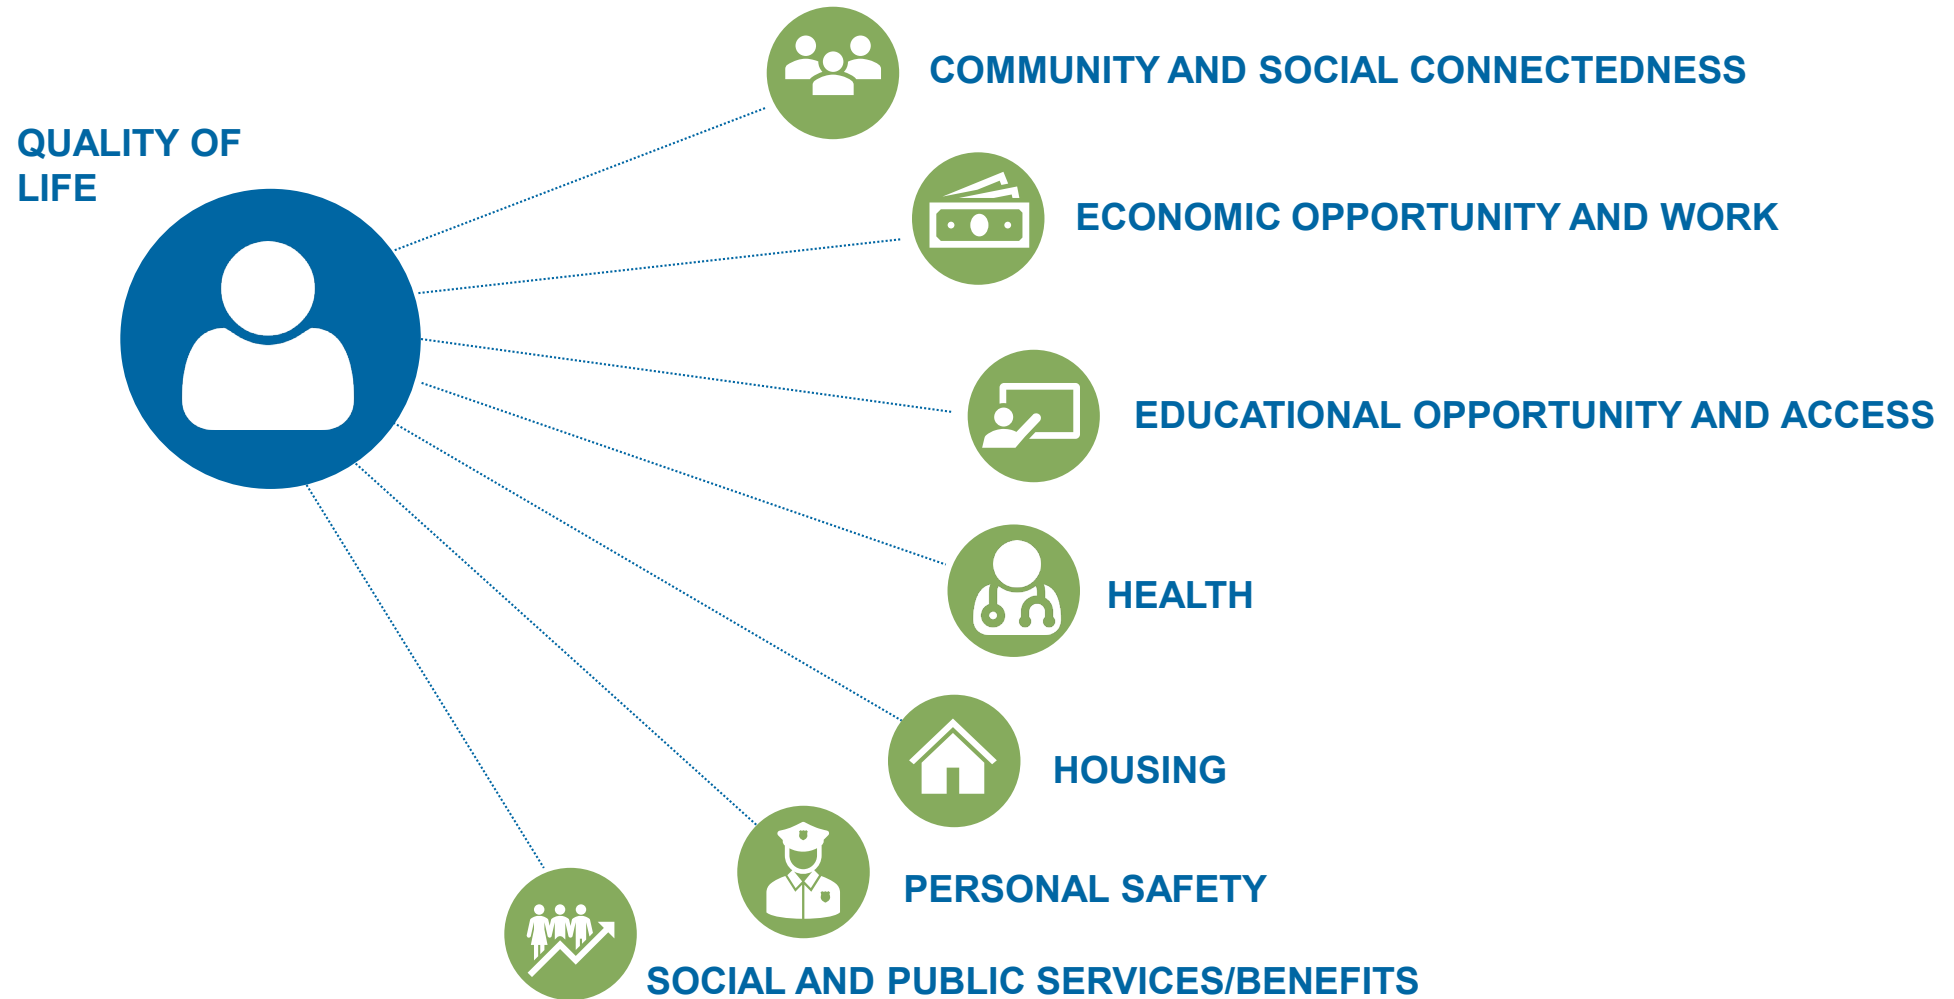 COMMUNITY AND SOCIAL CONNECTEDNESS
QUALITY OF
LIFE
ECONOMIC OPPORTUNITY AND WORK
EDUCATIONAL OPPORTUNITY AND ACCESS
HEALTH
HOUSING
PERSONAL SAFETY
SOCIAL AND PUBLIC SERVICES/BENEFITS